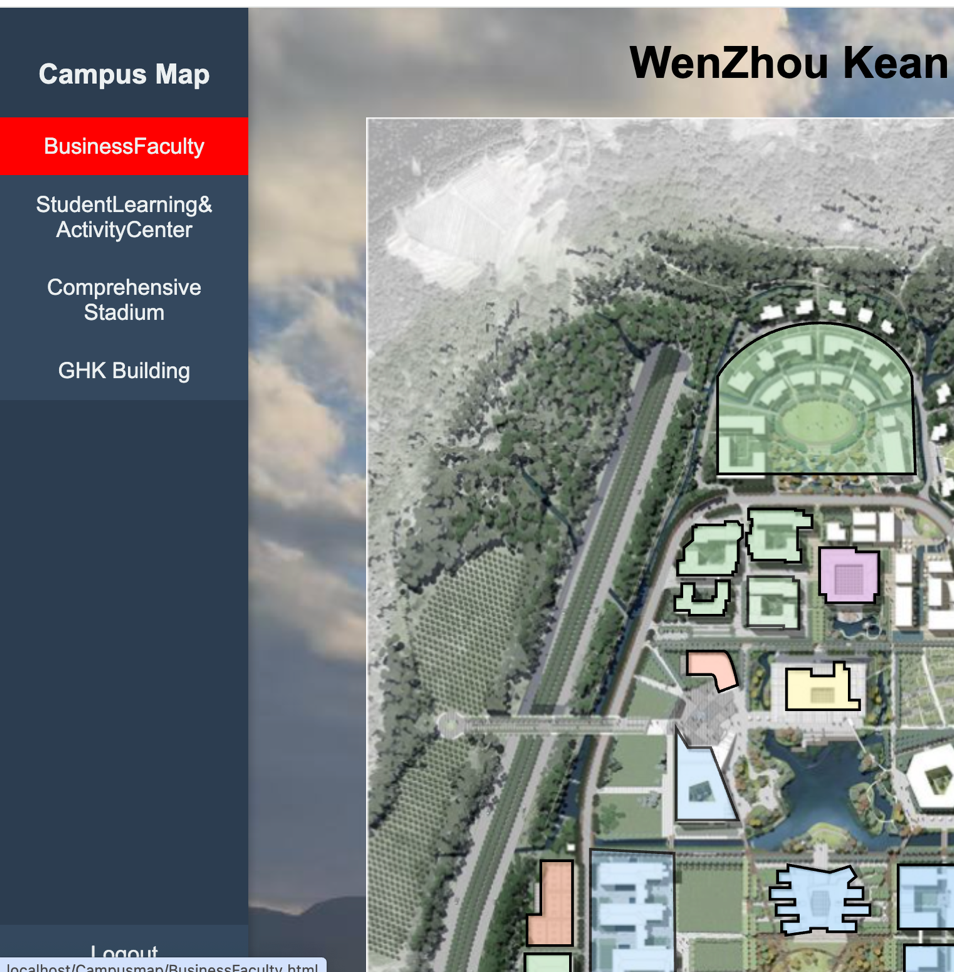 Campus Map
WenZhou Kean
BusinessFaculty
StudentLearning&
ActivityCenter
Comprehensive
Stadium
GHK Building
Logout
localhost/Campusmap/BusinessFaculty.html